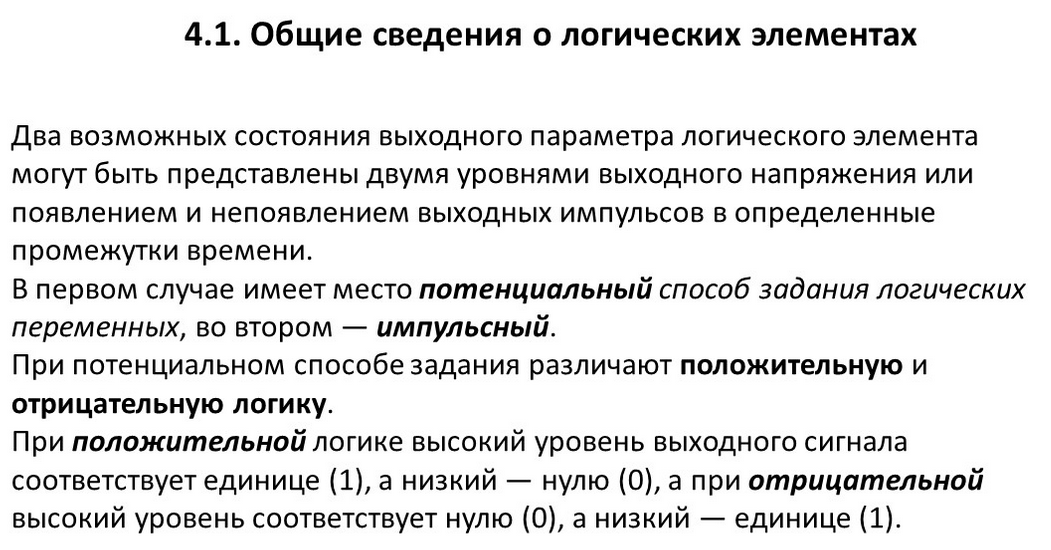 4.1. Общие сведения о логических элементах
Два возможных состояния выходного параметра логического элемента
могут быть представлены двумя уровнями выходного напряжения или
появлением и непоявлением выходных импульсов в определенные
промежутки времени.
В первом случае имеет место потенциальный способ задания логических
переменных, во втором — импульсный.
При потенциальном способе задания различают положительную и
отрицательную логику.
При положительной логике высокий уровень выходного сигнала
соответствует единице (1), а низкий — нулю (0), а при отрицательной
высокий уровень соответствует нулю (0), а низкий — единице (1).